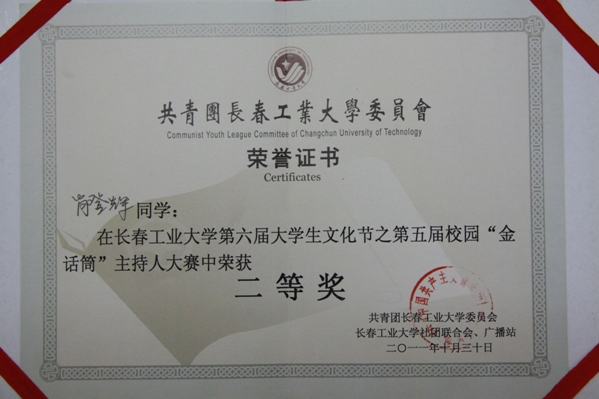 共青團長春工業大學委員會
Communist Youth League Committee of Changchun University of Technology
荣誉证书
Certificates
同学：
在长春工业大学第六届大学生文化节之第五届校园“金
话筒”主持人大赛中荣获
二等奖
共青团长春工业大学委员会
长春工业大学社团联合会、广播站
二〇一一年十月三十日